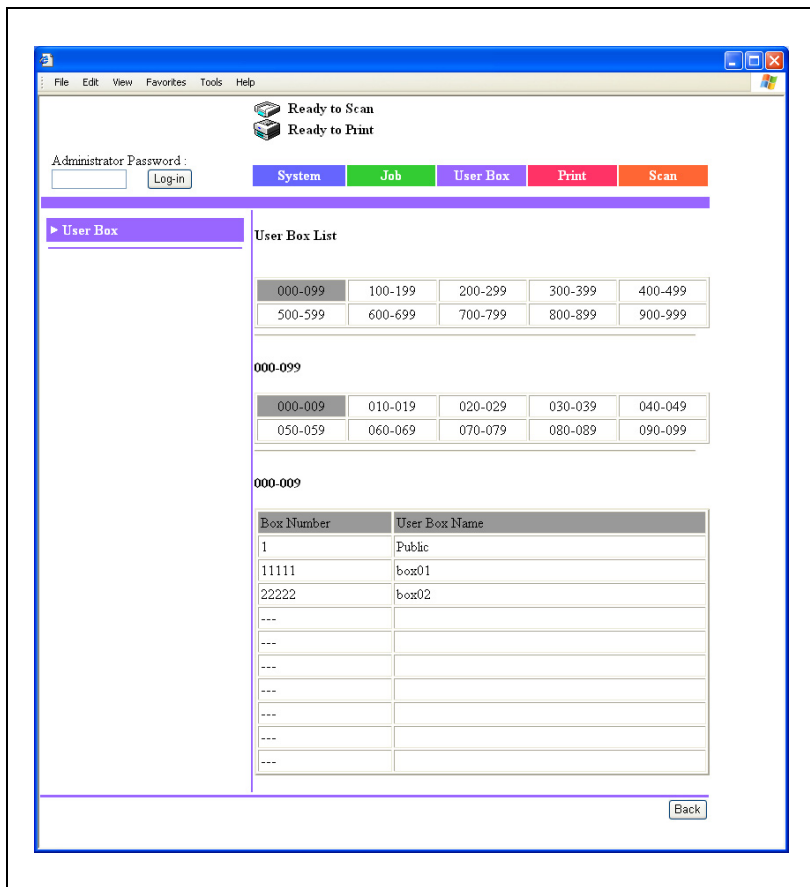 File Edit View Favorites Tools Help
Ready to Scan
Ready to Print
Administrator Password :
Log-in
System Job User Box Print Scan
User Box
User Box List
000-099 100-199 200-299 300-399 400-499
500-599 600-699 700-799 800-899 900-999
000-099
000-009 010-019 020-029 030-039 040-049
050-059 060-069 070-079 080-089 090-099
000-009
Box Number User Box Name
1 Public
11111 box01
22222 box02
---
---
---
---
---
---
---
Back